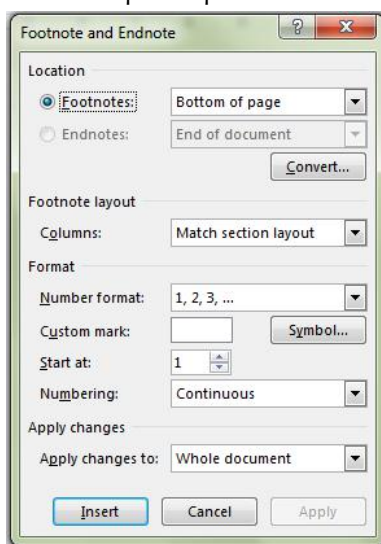 Footnote and Endnote
Location
Footnotes: Bottom of page
Endnotes: End of document
Convert...
Footnote layout
Columns: Match section layout
Format
Number format: 1, 2, 3, ...
Custom mark: Symbol...
Start at: 1
Numbering: Continuous
Apply changes
Apply changes to: Whole document
Insert Cancel Apply